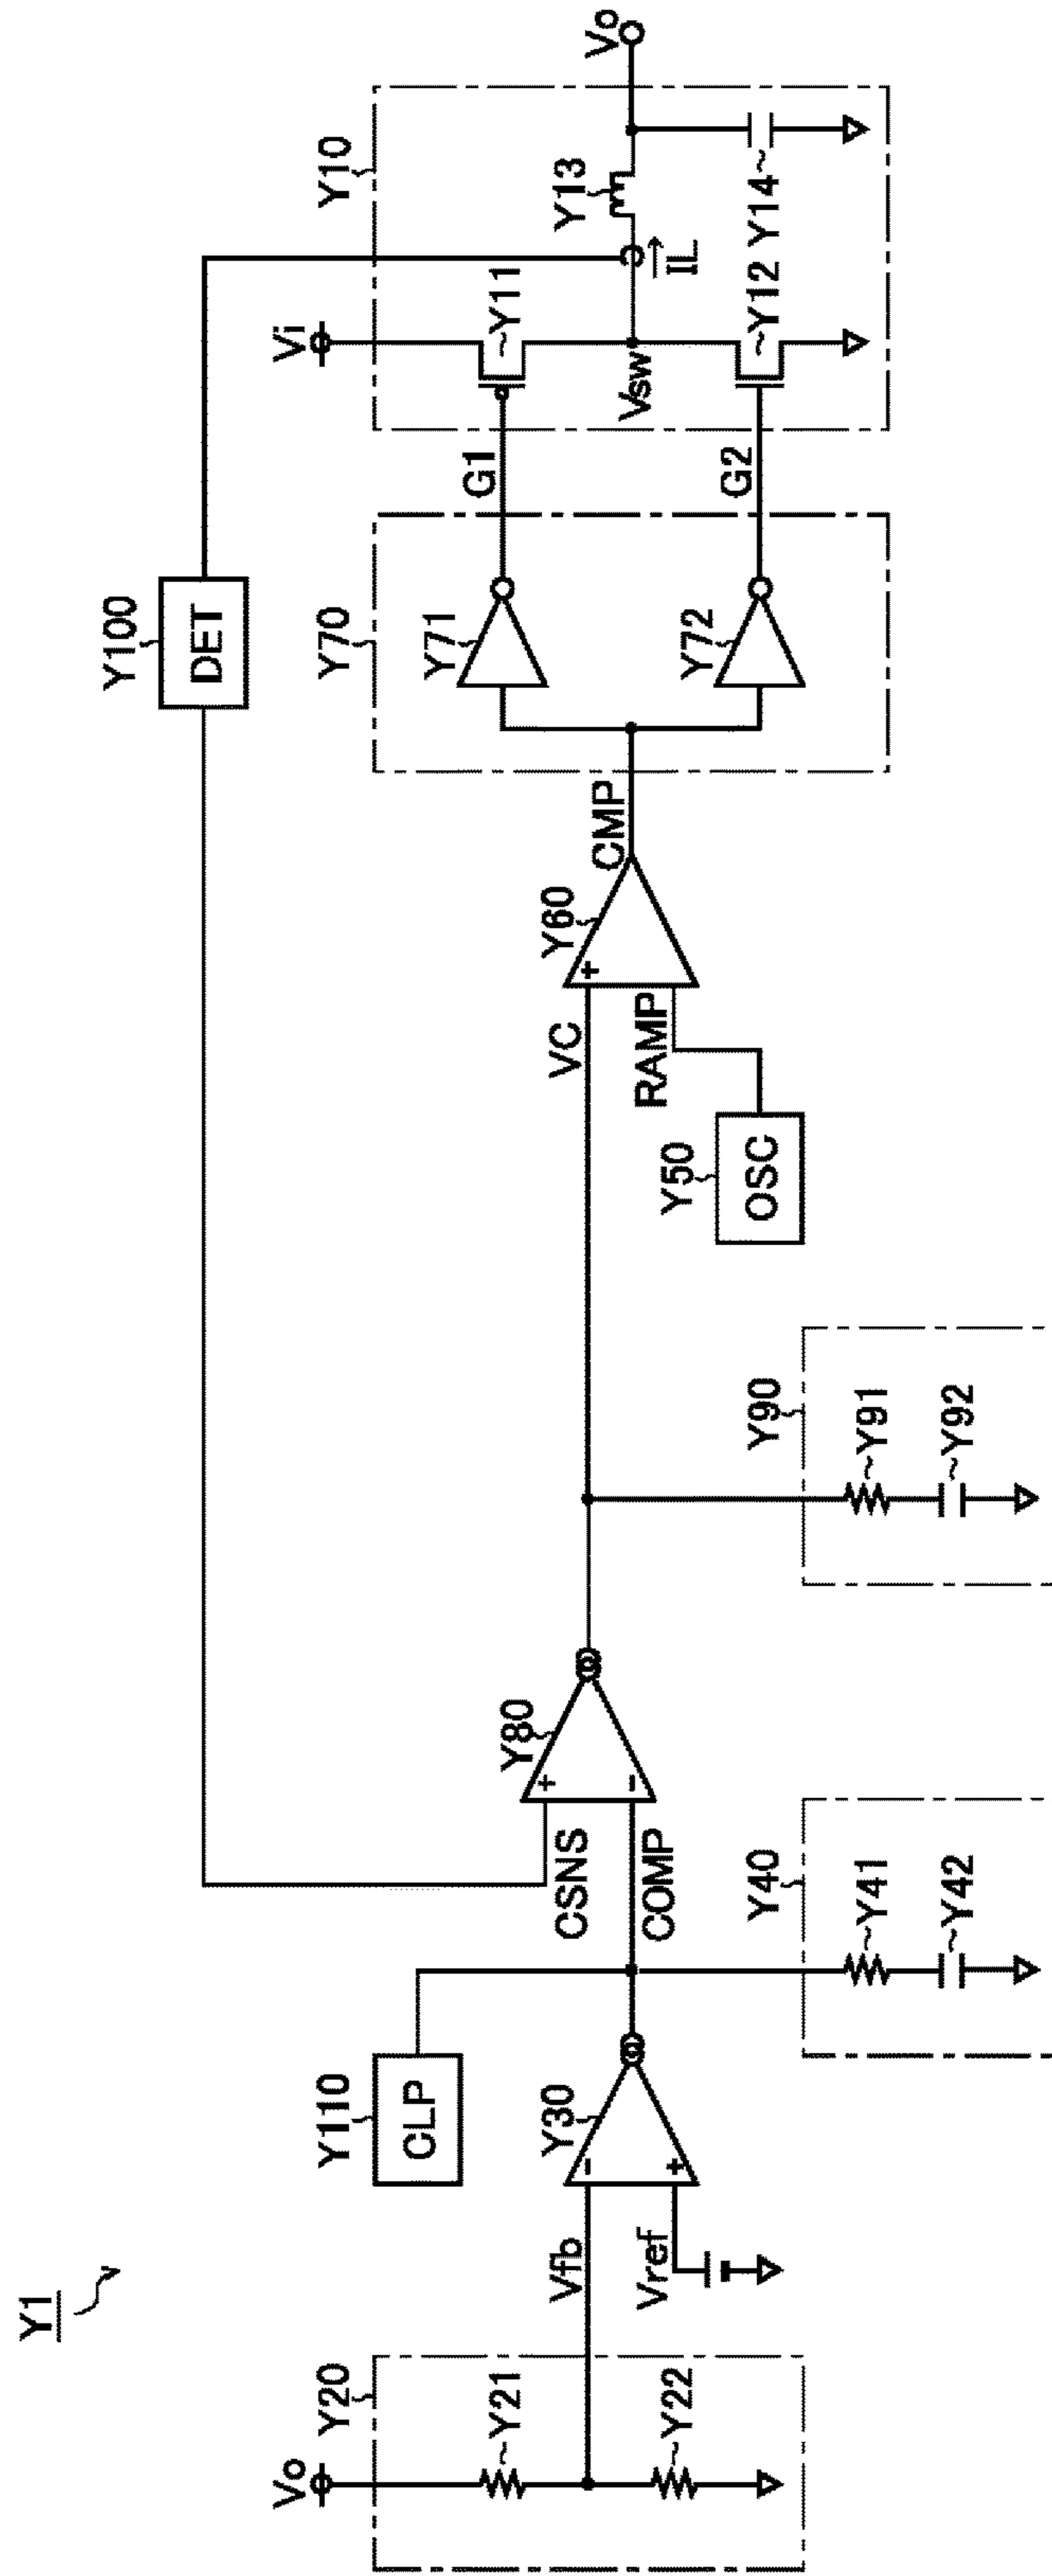 Y1
Vo
Y20
Y21
Y22
Vfb
Vref
Y30
+
-
Y110
CLP
Y40
Y41
Y42
CSNS
COMP
Y80
+
-
Y90
Y91
Y92
VC
RAMP
Y50
OSC
Y60
+
CMP
Y70
Y71
Y72
Y100
DET
G1
G2
Y10
Vi
Y11
Vsw
Y12
IL
Y13
Y14
Vo